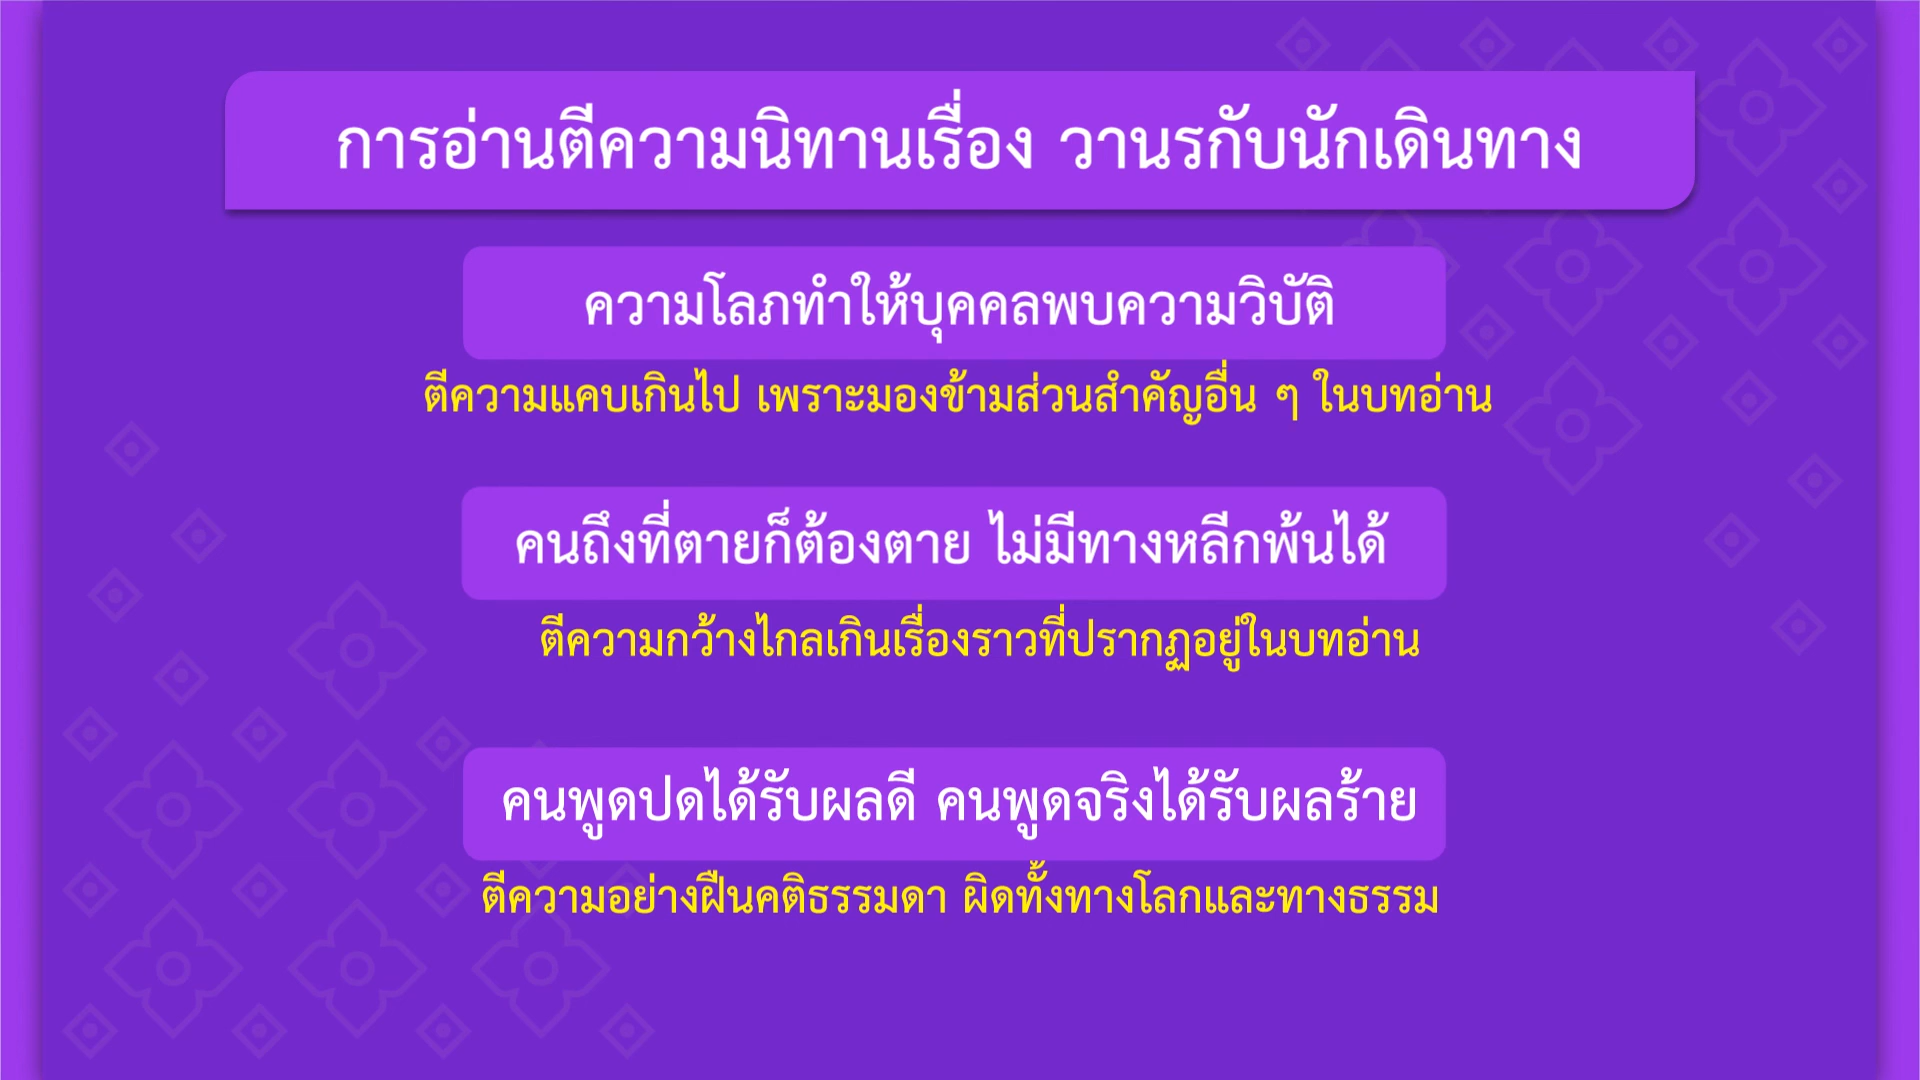 การอ่านตีความนิทานเรื่อง วานรกับนักเดินทาง
ความโลภทำให้บุคคลพบความวิบัติ
ตีความแคบเกินไป เพราะมองข้ามส่วนสำคัญอื่น ๆ ในบทอ่าน
คนถึงที่ตายก็ต้องตาย ไม่มีทางหลีกพ้นได้
ตีความกว้างไกลเกินเรื่องราวที่ปรากฏอยู่ในบทอ่าน
คนพูดปดได้รับผลดี คนพูดจริงได้รับผลร้าย
ตีความอย่างฝืนคติธรรมดา ผิดทั้งทางโลกและทางธรรม